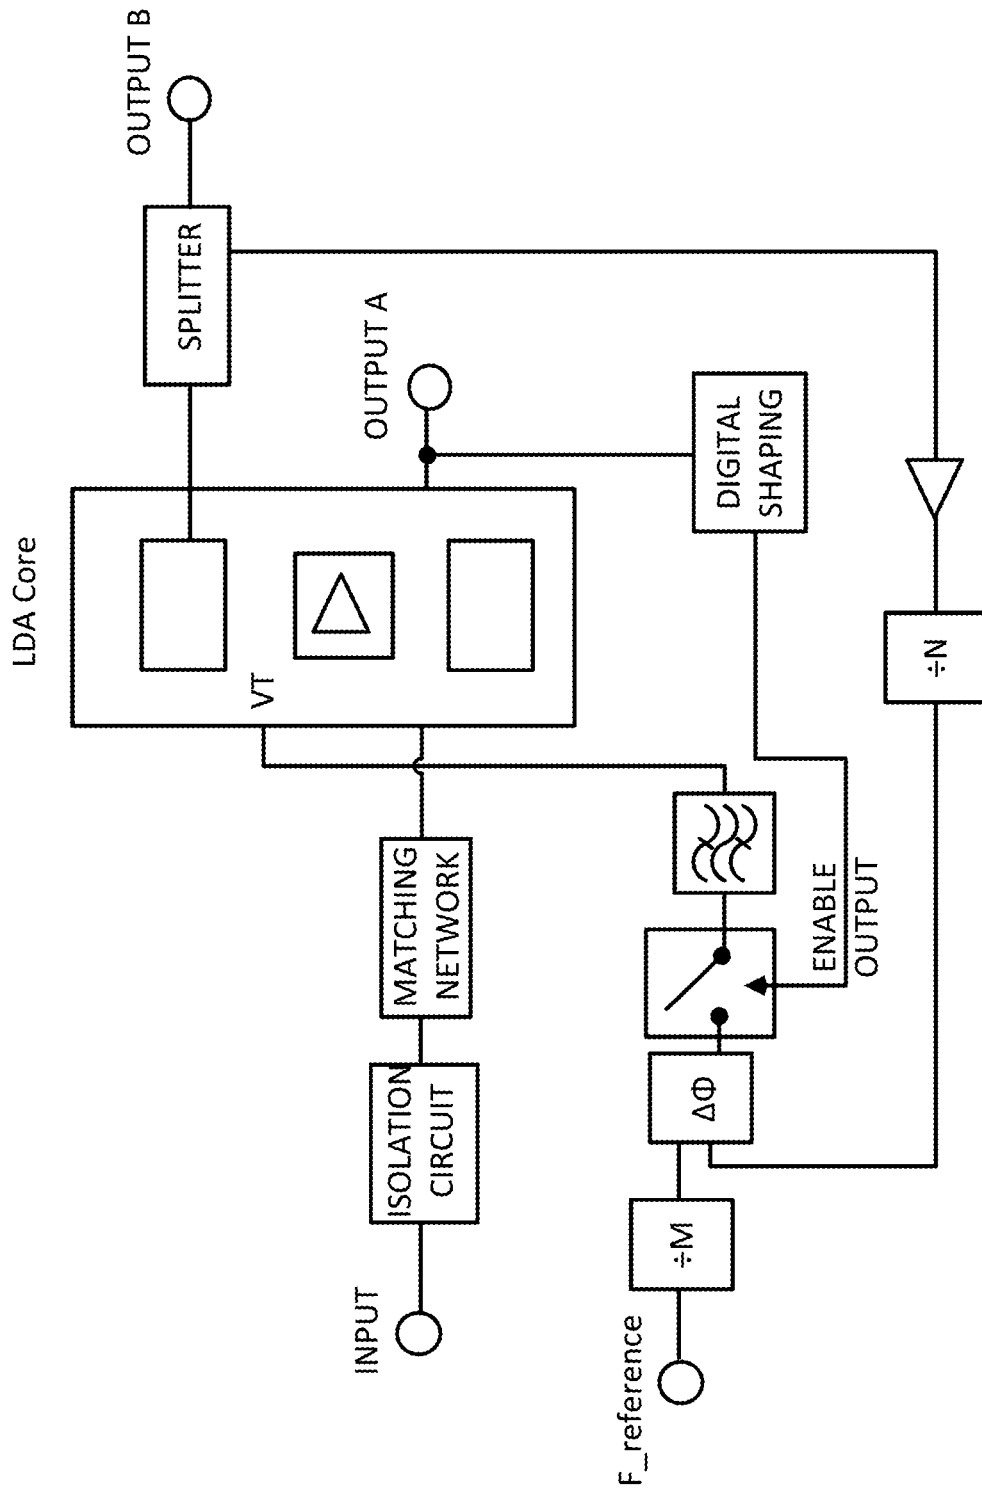 LDA Core
OUTPUT B
SPLITTER
OUTPUT A
VT
INPUT
ISOLATION
CIRCUIT
MATCHING
NETWORK
DIGITAL
SHAPING
F_reference
÷M
ΔΦ
ENABLE
OUTPUT
÷N